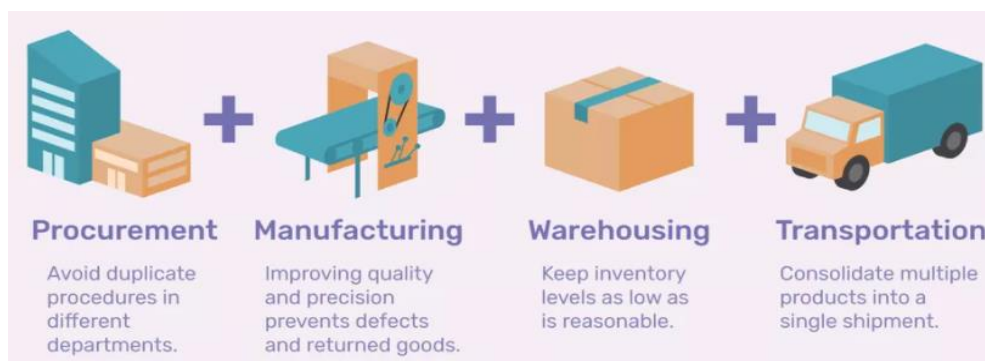 Procurement
Avoid duplicate
procedures in
different
departments.
Manufacturing
Improving quality
and precision
prevents defects
and returned goods.
Warehousing
Keep inventory
levels as low as
is reasonable.
Transportation
Consolidate multiple
products into a
single shipment.